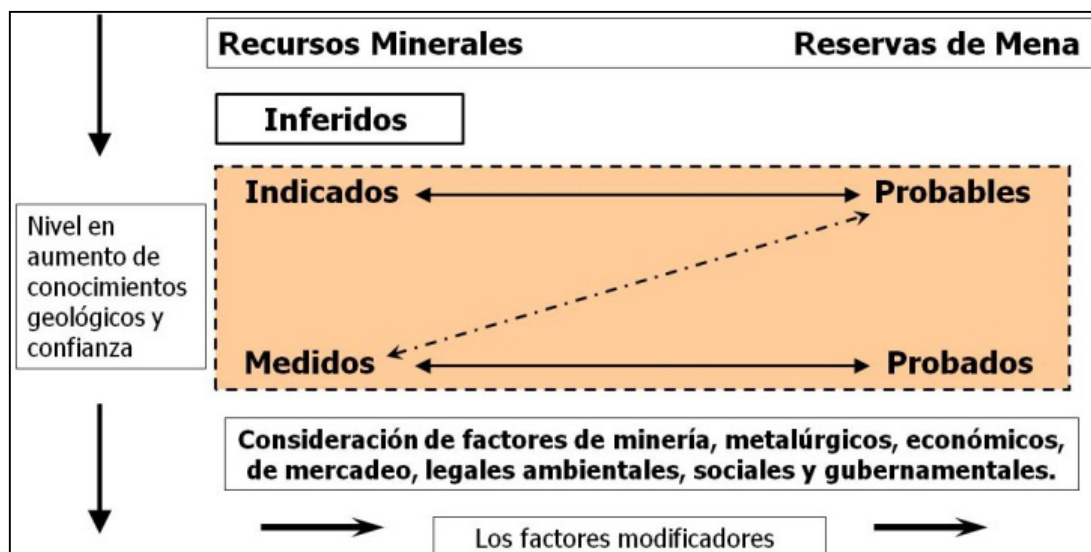 Recursos Minerales Reservas de Mena
Inferidos
Indicados Probables
Nivel en
aumento de
conocimientos
geológicos y
confianza
Medidos Probados
Consideración de factores de minería, metalúrgicos, económicos,
de mercadeo, legales ambientales, sociales y gubernamentales.
Los factores modificadores